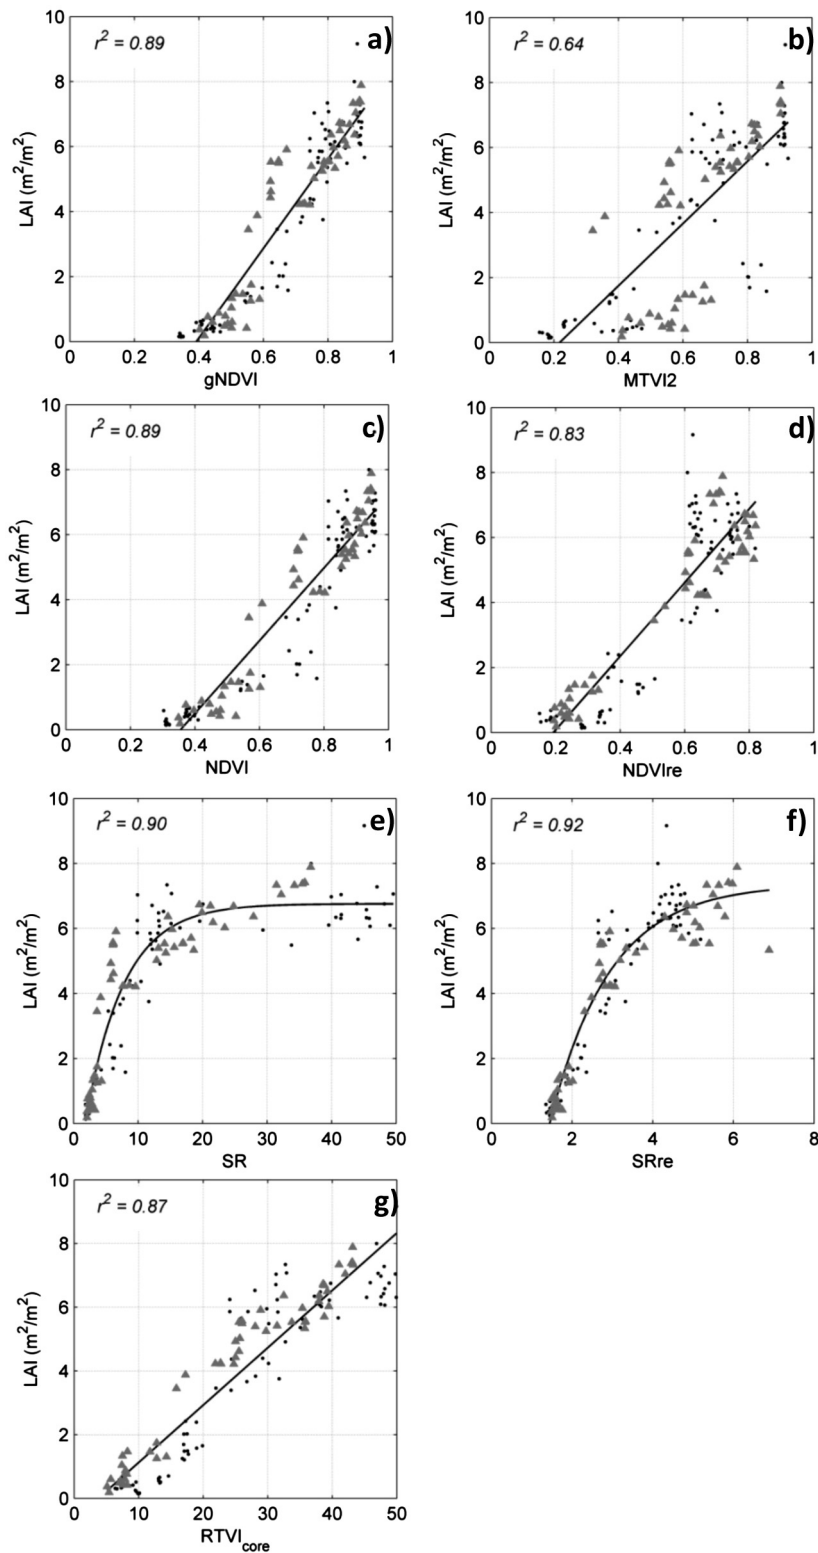 a)
r² = 0.89
10
8
6
4
2
0
LAI (m²/m²)
0 0.2 0.4 0.6 0.8 1
gNDVI
b)
r² = 0.64
10
8
6
4
2
0
LAI (m²/m²)
0 0.2 0.4 0.6 0.8 1
MTVI2
c)
r² = 0.89
10
8
6
4
2
0
LAI (m²/m²)
0 0.2 0.4 0.6 0.8 1
NDVI
d)
r² = 0.83
10
8
6
4
2
0
LAI (m²/m²)
0 0.2 0.4 0.6 0.8 1
NDVIre
e)
r² = 0.90
10
8
6
4
2
0
LAI (m²/m²)
0 10 20 30 40 50
SR
f)
r² = 0.92
10
8
6
4
2
0
LAI (m²/m²)
0 2 4 6 8
SRre
g)
r² = 0.87
10
8
6
4
2
0
LAI (m²/m²)
0 10 20 30 40 50
RTVIcore